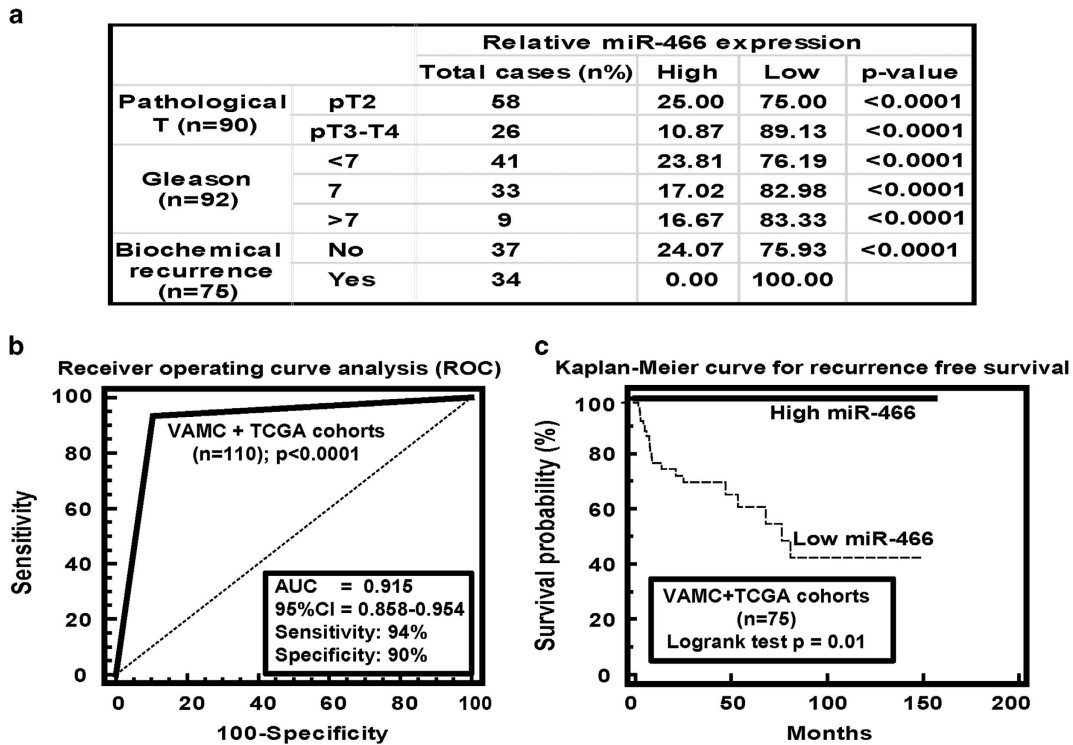 a
Relative miR-466 expression
Total cases (n%) High Low p-value
Pathological T (n=90) pT2 58 25.00 75.00 <0.0001
pT3-T4 26 10.87 89.13 <0.0001
Gleason (n=92) <7 41 23.81 76.19 <0.0001
7 33 17.02 82.98 <0.0001
>7 9 16.67 83.33 <0.0001
Biochemical recurrence (n=75) No 37 24.07 75.93 <0.0001
Yes 34 0.00 100.00
b
Receiver operating curve analysis (ROC)
Sensitivity
100
80
60
40
20
0
VAMC + TCGA cohorts
(n=110); p<0.0001
AUC = 0.915
95%CI = 0.858-0.954
Sensitivity: 94%
Specificity: 90%
0 20 40 60 80 100
100-Specificity
c
Kaplan-Meier curve for recurrence free survival
Survival probability (%)
100
80
60
40
20
0
High miR-466
Low miR-466
VAMC+TCGA cohorts
(n=75)
Logrank test p = 0.01
0 50 100 150 200
Months